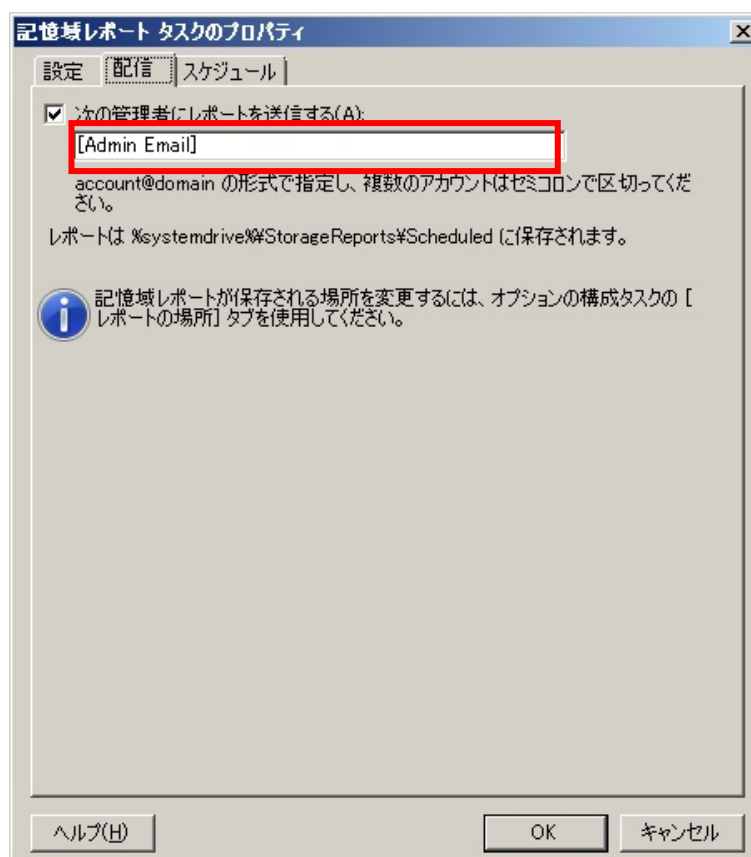 記憶域レポート タスクのプロパティ
設定 配信 スケジュール
次の管理者にレポートを送信する(A):
[Admin Email]
account@domain の形式で指定し、複数のアカウントはセミコロンで区切ってくだ
さい。
レポートは %systemdrive%¥StorageReports¥Scheduled に保存されます。
記憶域レポートが保存される場所を変更するには、オプションの構成タスクの [
レポートの場所] タブを使用してください。
ヘルプ(H) OK キャンセル